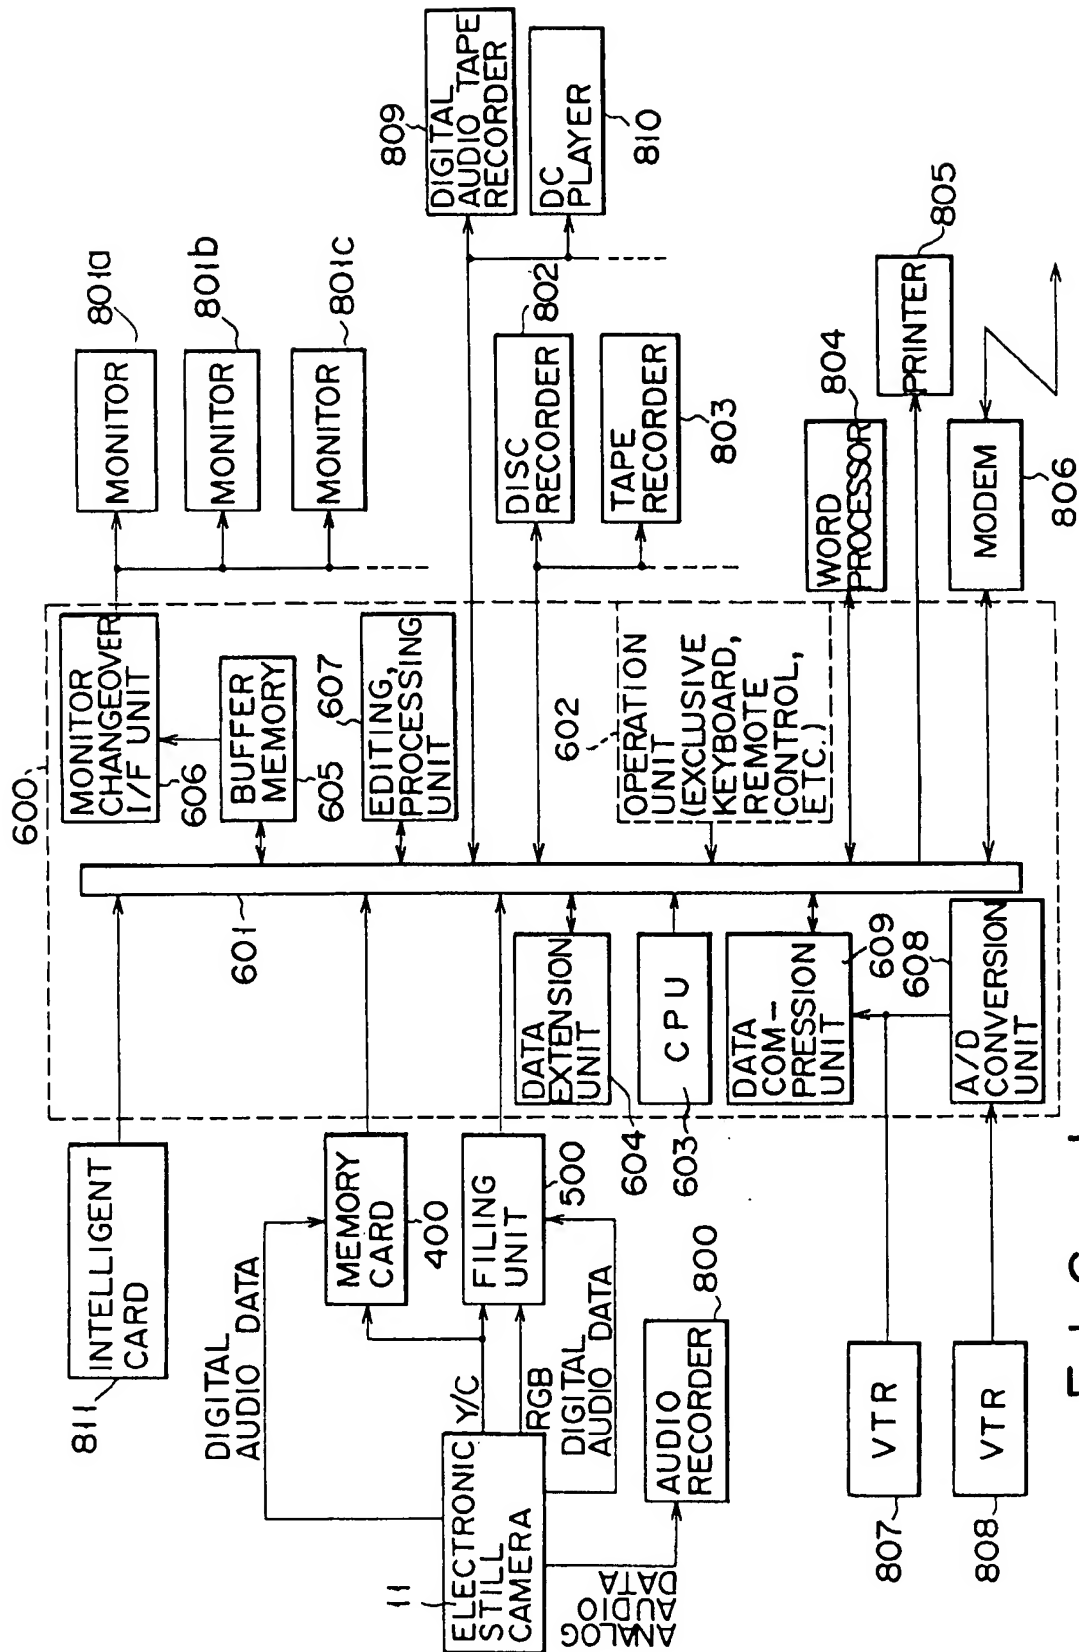 600
MONITOR
CHANGEOVER
I/F UNIT
606
BUFFER
MEMORY
605
607
EDITING,
PROCESSING
UNIT
MONITOR
801a
MONITOR
801b
MONITOR
801c
809
DIGITAL
AUDIO TAPE
RECORDER
DC
PLAYER
810
DISC
RECORDER
802
TAPE
RECORDER
803
602
OPERATION
UNIT
(EXCLUSIVE
KEYBOARD,
REMOTE
CONTROL,
ETC.)
WORD
PROCESSOR
804
PRINTER
805
MODEM
806
601
INTELLIGENT
CARD
811
DIGITAL
AUDIO DATA
MEMORY
CARD
400
FILING
UNIT
500
Y/C
RGB
DIGITAL
AUDIO DATA
11
ELECTRONIC
STILL
CAMERA
ANALOG
AUDIO
DATA
AUDIO
RECORDER
800
DATA
EXTENSION
UNIT
604
CPU
603
DATA
COM-
PRESSION
UNIT
609
608
A/D
CONVERSION
UNIT
VTR
807
VTR
808